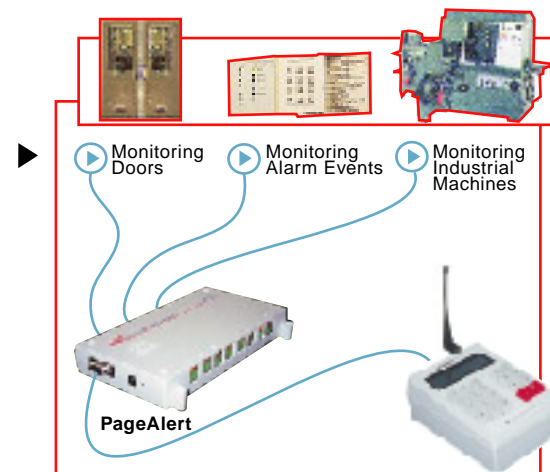 Monitoring
Doors
Monitoring
Alarm Events
Monitoring
Industrial
Machines
PageAlert